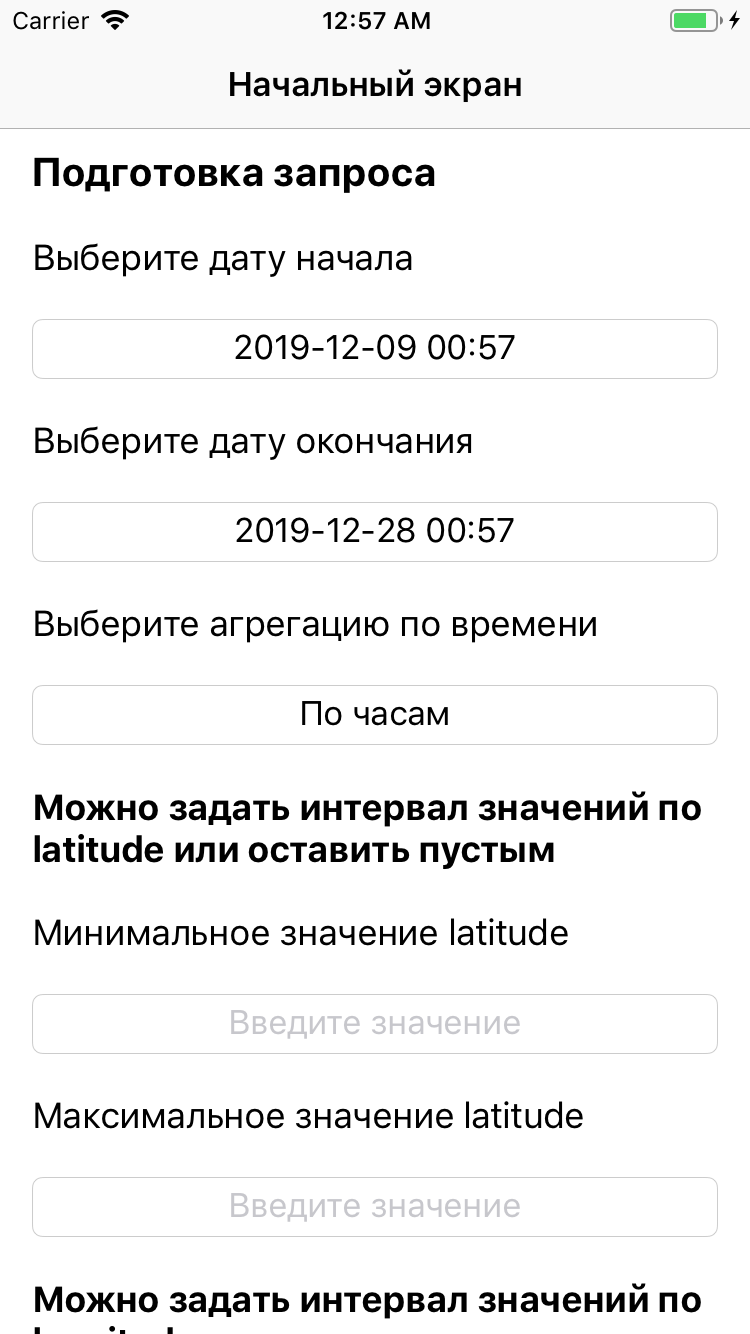 Carrier 12:57 AM
Начальный экран
Подготовка запроса
Выберите дату начала
2019-12-09 00:57
Выберите дату окончания
2019-12-28 00:57
Выберите агрегацию по времени
По часам
Можно задать интервал значений по
latitude или оставить пустым
Минимальное значение latitude
Введите значение
Максимальное значение latitude
Введите значение
Можно задать интервал значений по